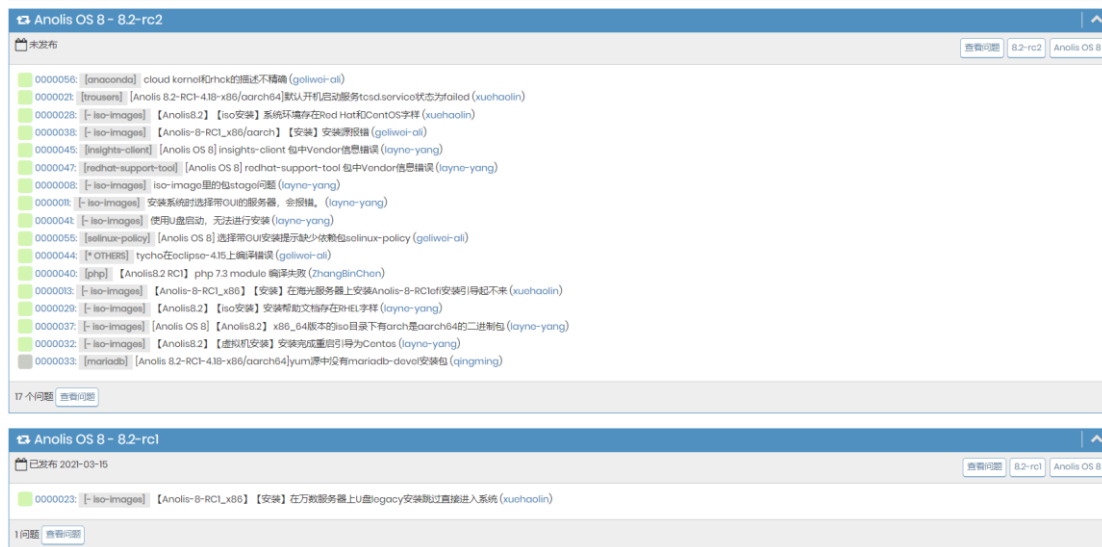 Anolis OS 8 - 8.2-rc2
未发布
查看问题 8.2-rc2 Anolis OS 8
0000056: [anaconda] cloud kernel和rhck的描述不精确 (geliwei-ali)
0000021: [trousers] [Anolis 8.2-RC1-4.18-x86/aarch64]默认开机启动服务tcsd.service状态为failed (xuehaolin)
0000028: [- iso-images] 【Anolis8.2】【iso安装】系统环境存在Red Hat和CentOS字样 (xuehaolin)
0000038: [- iso-images] 【Anolis-8-RC1_x86/aarch】【安装】安装源报错 (geliwei-ali)
0000045: [insights-client] [Anolis OS 8] insights-client 包中Vendor信息错误 (layne-yang)
0000047: [redhat-support-tool] [Anolis OS 8] redhat-support-tool 包中Vendor信息错误 (layne-yang)
0000008: [- iso-images] iso-image里的包stage问题 (layne-yang)
0000011: [- iso-images] 安装系统时选择带GUI的服务器，会报错。 (layne-yang)
0000041: [- iso-images] 使用U盘启动，无法进行安装 (layne-yang)
0000055: [selinux-policy] [Anolis OS 8] 选择带GUI安装提示缺少依赖包selinux-policy (geliwei-ali)
0000044: [* OTHERS] tycho在eclipse-4.15上编译错误 (geliwei-ali)
0000040: [php] 【Anolis8.2 RC1】 php 7.3 module 编译失败 (ZhangBinChen)
0000013: [- iso-images] 【Anolis-8-RC1_x86】【安装】在海光服务器上安装Anolis-8-RC1efi安装引导起不来 (xuehaolin)
0000029: [- iso-images] 【Anolis8.2】【iso安装】安装帮助文档存在RHEL字样 (layne-yang)
0000037: [- iso-images] [Anolis OS 8] 【Anolis8.2】 x86_64版本的iso目录下有arch是aarch64的二进制包 (layne-yang)
0000032: [- iso-images] 【Anolis8.2】【虚拟机安装】安装完成重启引导为Centos (layne-yang)
0000033: [mariadb] [Anolis 8.2-RC1-4.18-x86/aarch64]yum源中没有mariadb-devel安装包 (qingming)
17 个问题 查看问题
Anolis OS 8 - 8.2-rc1
已发布 2021-03-15
查看问题 8.2-rc1 Anolis OS 8
0000023: [- iso-images] 【Anolis-8-RC1_x86】【安装】在万数服务器上U盘legacy安装跳过直接进入系统 (xuehaolin)
1 问题 查看问题